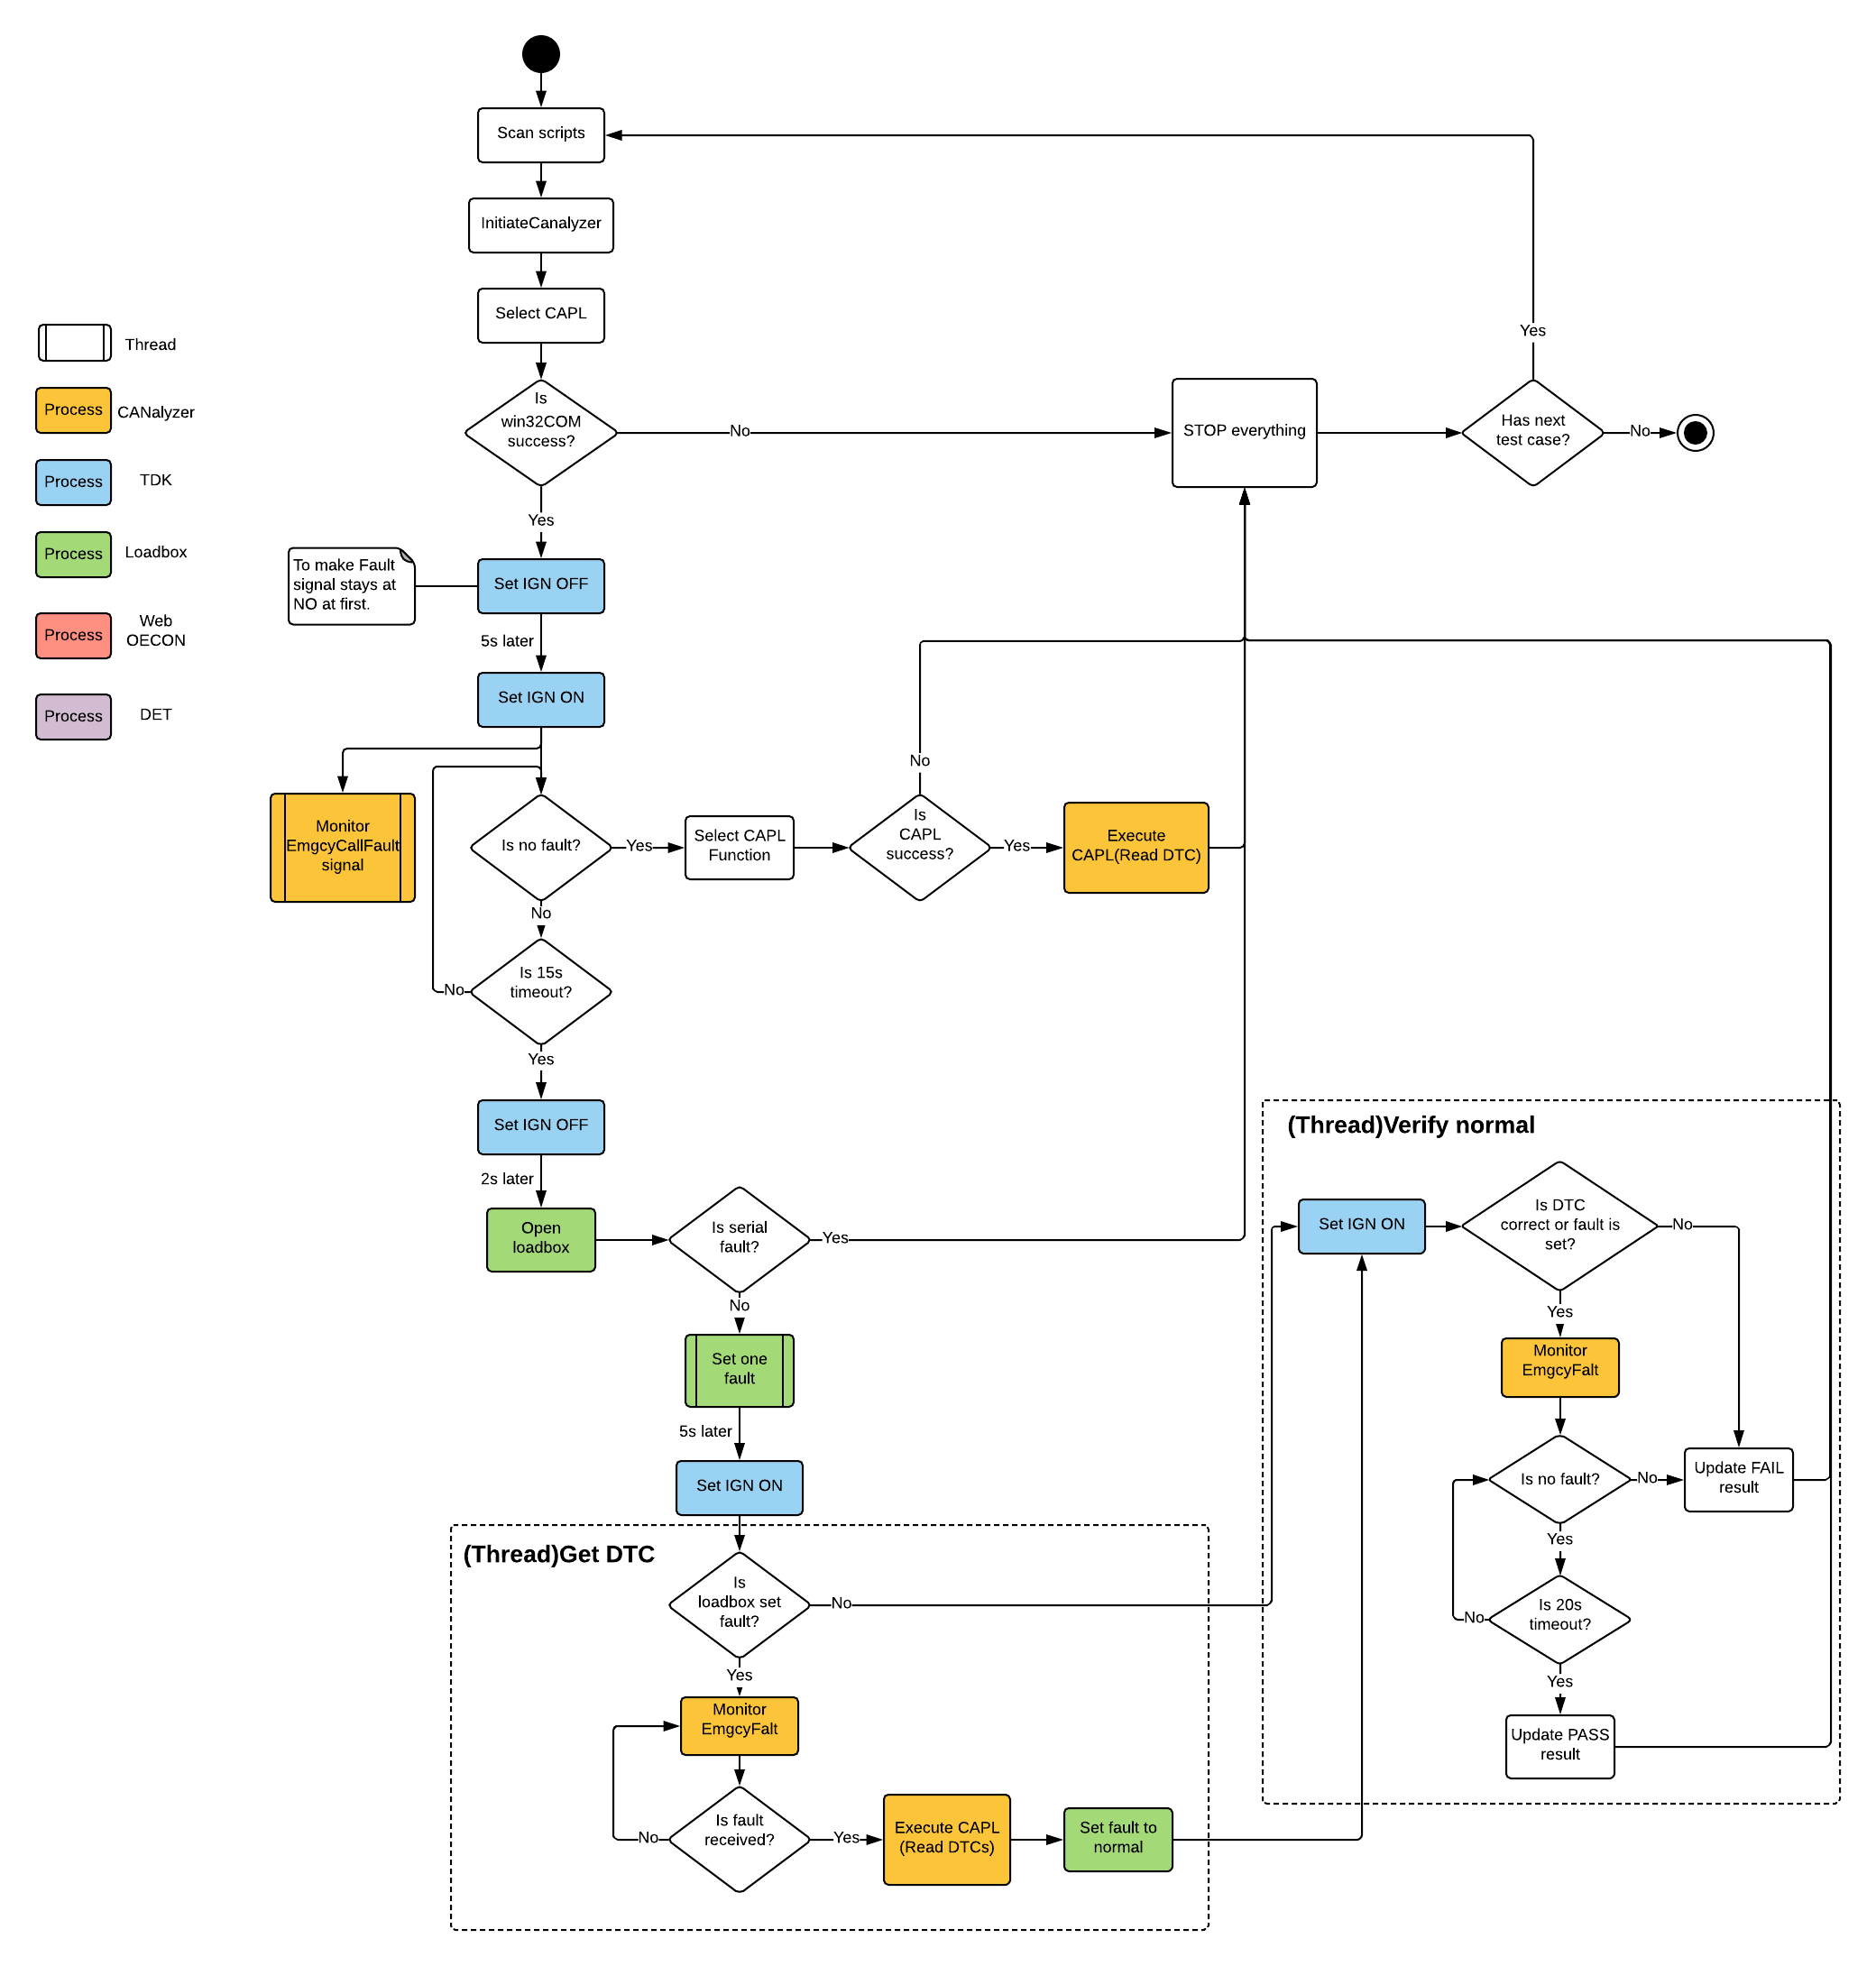 Scan scripts
InitiateCanalyzer
Select CAPL
Is
win32COM
success?
No
STOP everything
Has next
test case?
Yes
No
Thread
Process
CANalyzer
Process
TDK
Process
Loadbox
Process
Web
OECON
Process
DET
Yes
To make Fault
signal stays at
NO at first.
Set IGN OFF
5s later
Set IGN ON
Monitor
EmgcyCallFault
signal
Is no fault?
Yes
Select CAPL
Function
Is
CAPL
success?
No
Yes
Execute
CAPL(Read DTC)
No
Is 15s
timeout?
No
Yes
Set IGN OFF
2s later
Open
loadbox
Is serial
fault?
Yes
No
Set one
fault
5s later
Set IGN ON
(Thread)Get DTC
Is
loadbox set
fault?
No
Yes
Monitor
EmgcyFalt
Is fault
received?
No
Yes
Execute CAPL
(Read DTCs)
Set fault to
normal
(Thread)Verify normal
Set IGN ON
Is DTC
correct or fault is
set?
No
Yes
Monitor
EmgcyFalt
Is no fault?
No
Update FAIL
result
Yes
Is 20s
timeout?
No
Yes
Update PASS
result